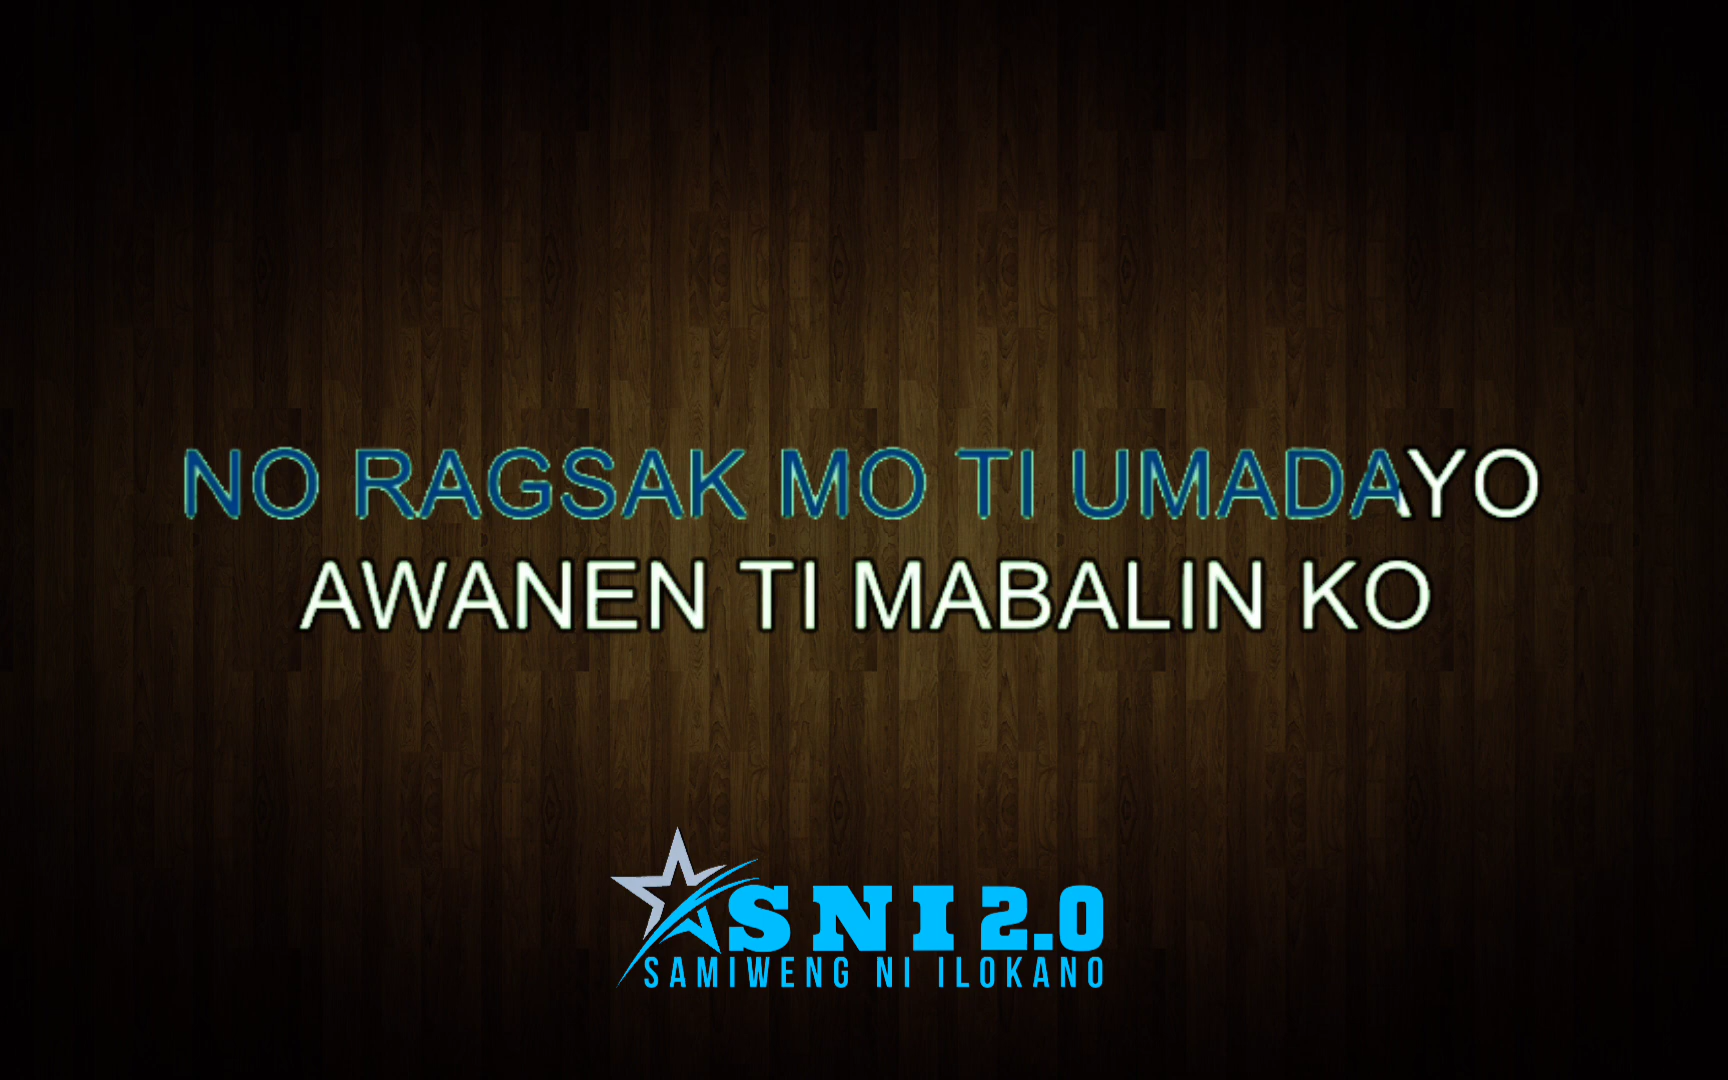 NO RAGSAK MO TI UMADAYO
AWANEN TI MABALIN KO
SNI 2.0
SAMIWENG NI ILOKANO